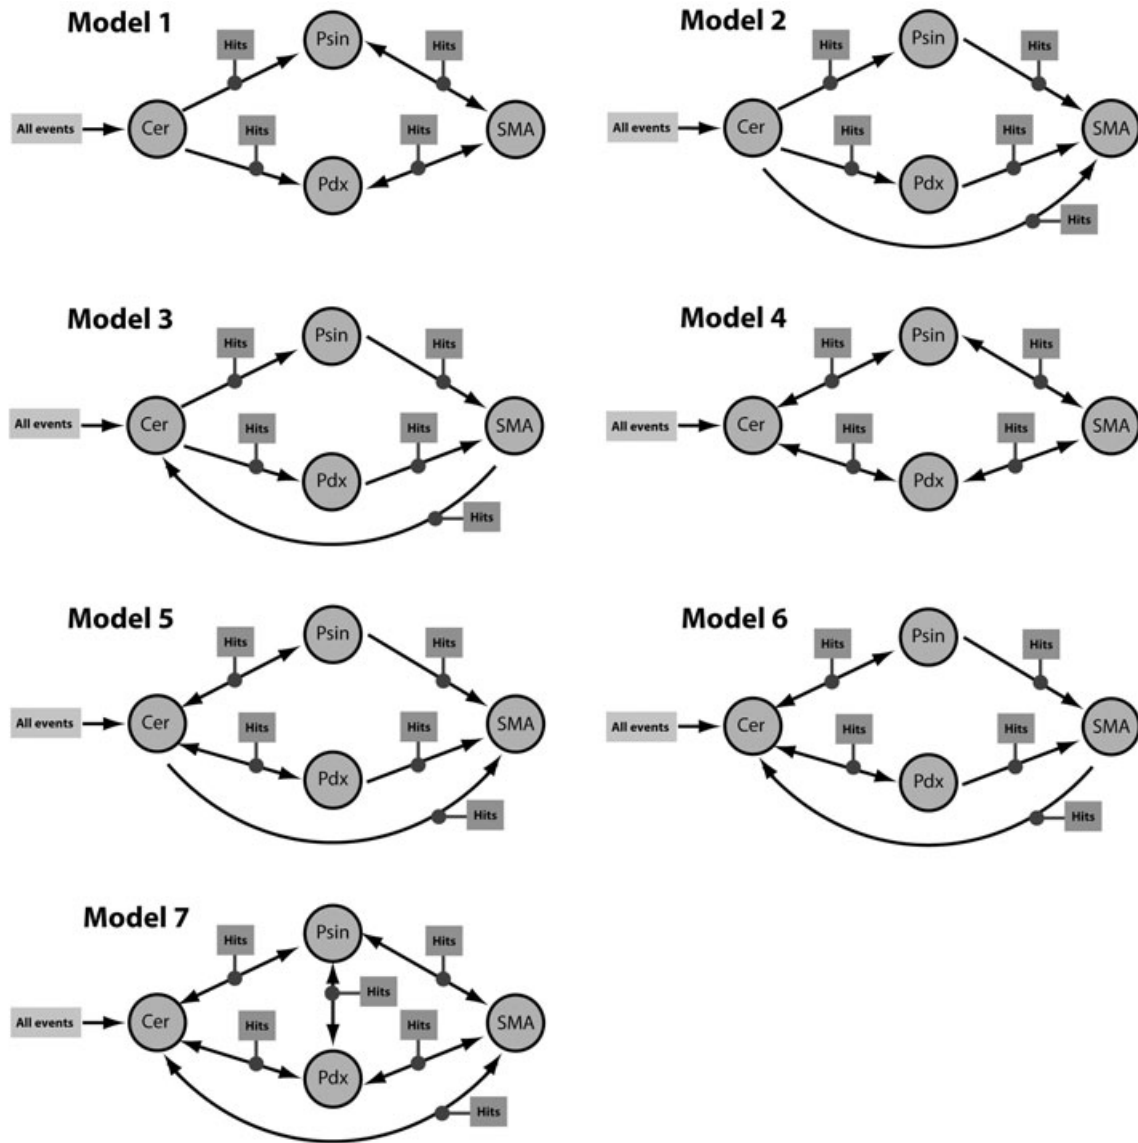 Model 1
Hits
Psin
Hits
All events
Cer
Hits
Hits
SMA
Pdx
Model 2
Hits
Psin
Hits
All events
Cer
Hits
Hits
SMA
Pdx
Hits
Model 3
Hits
Psin
Hits
All events
Cer
Hits
Hits
SMA
Pdx
Hits
Model 4
Hits
Psin
Hits
All events
Cer
Hits
Hits
SMA
Pdx
Model 5
Hits
Psin
Hits
All events
Cer
Hits
Hits
SMA
Pdx
Hits
Model 6
Hits
Psin
Hits
All events
Cer
Hits
Hits
SMA
Pdx
Hits
Model 7
Hits
Psin
Hits
Hits
All events
Cer
Hits
Hits
SMA
Pdx
Hits